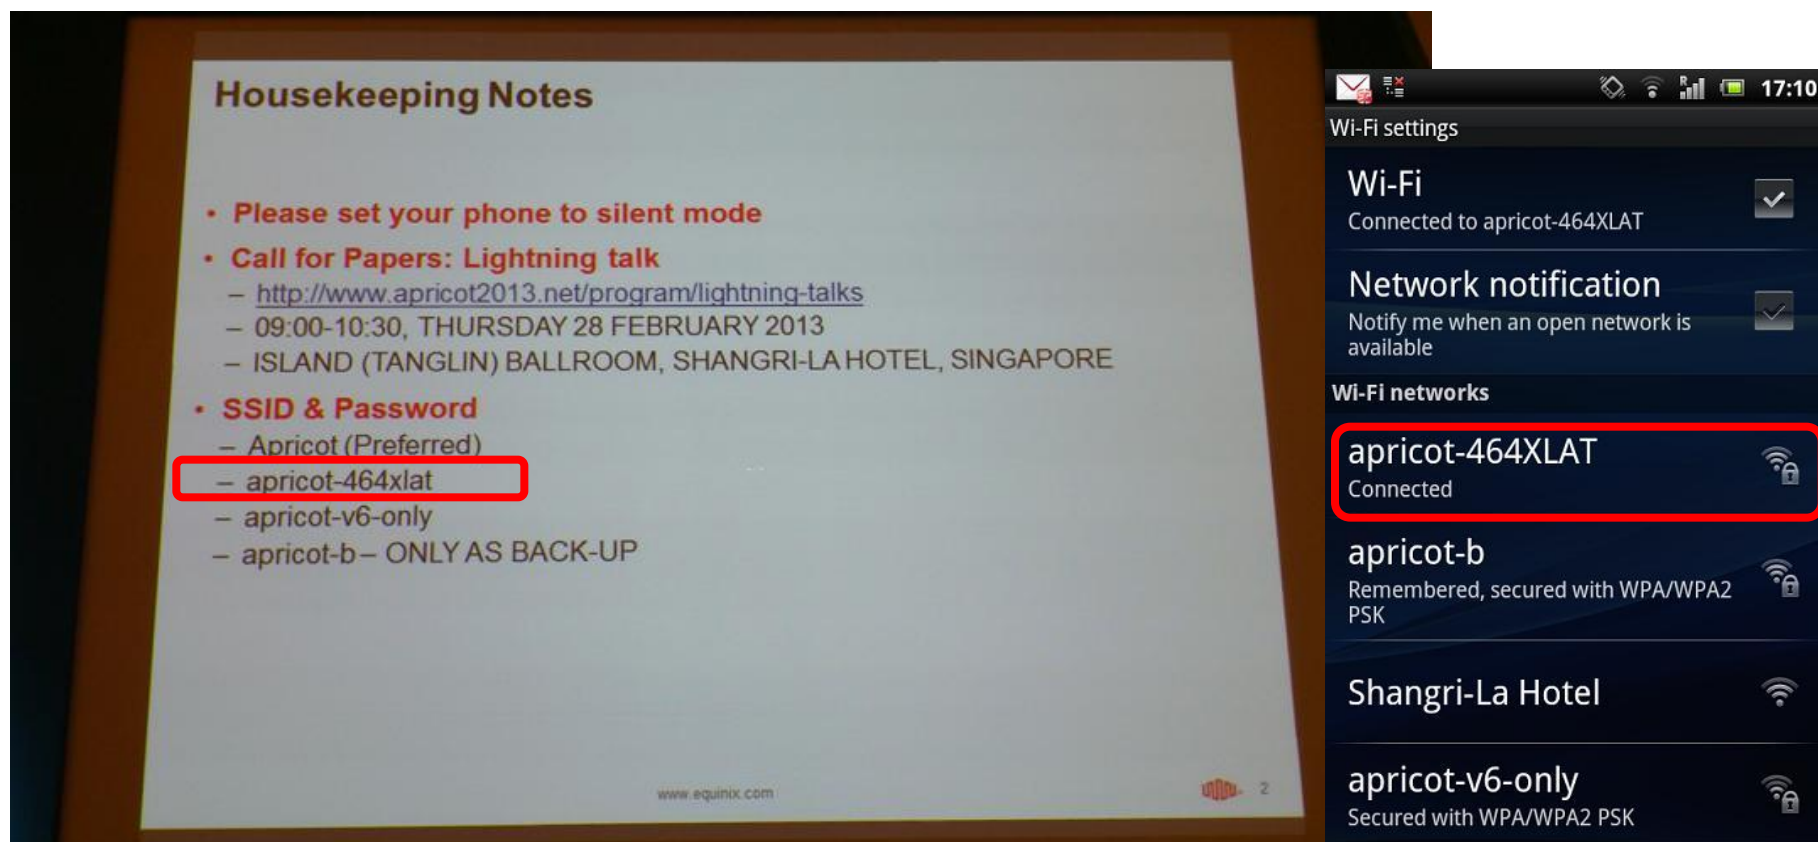 Housekeeping Notes
• Please set your phone to silent mode
• Call for Papers: Lightning talk
– http://www.apricot2013.net/program/lightning-talks
– 09:00-10:30, THURSDAY 28 FEBRUARY 2013
– ISLAND (TANGLIN) BALLROOM, SHANGRI-LA HOTEL, SINGAPORE
• SSID & Password
– Apricot (Preferred)
– apricot-464xlat
– apricot-v6-only
– apricot-b – ONLY AS BACK-UP
www.equinix.com
2
17:10
Wi-Fi settings
Wi-Fi
Connected to apricot-464XLAT
Network notification
Notify me when an open network is
available
Wi-Fi networks
apricot-464XLAT
Connected
apricot-b
Remembered, secured with WPA/WPA2
PSK
Shangri-La Hotel
apricot-v6-only
Secured with WPA/WPA2 PSK